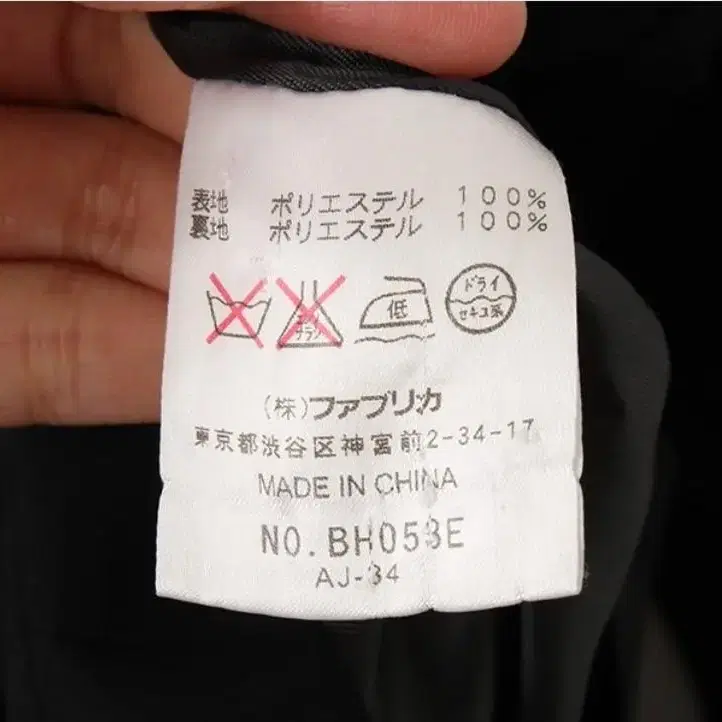 表地 ポリエステル 100%
裏地 ポリエステル 100%
低
ドライ
セキユ系
(株)ファブリカ
東京都渋谷区神宮前2-34-17
MADE IN CHINA
NO.BH053E
AJ-34